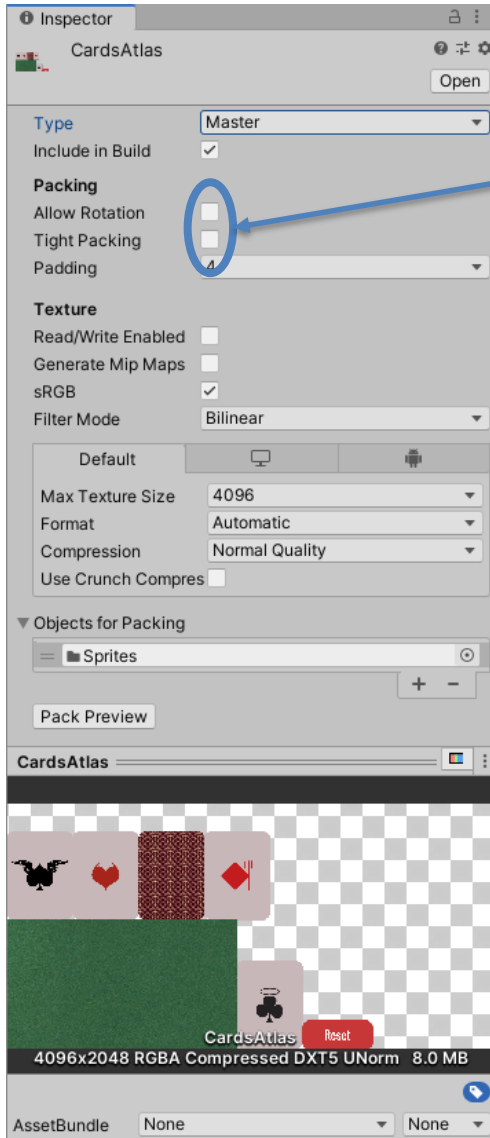 Inspector
CardsAtlas
Open
Type Master
Include in Build
Packing
Allow Rotation
Tight Packing
Padding 4
Texture
Read/Write Enabled
Generate Mip Maps
sRGB
Filter Mode Bilinear
Default
Max Texture Size 4096
Format Automatic
Compression Normal Quality
Use Crunch Compres
Objects for Packing
Sprites
+ -
Pack Preview
CardsAtlas
Reset
CardsAtlas
4096x2048 RGBA Compressed DXT5 UNorm 8.0 MB
AssetBundle None None